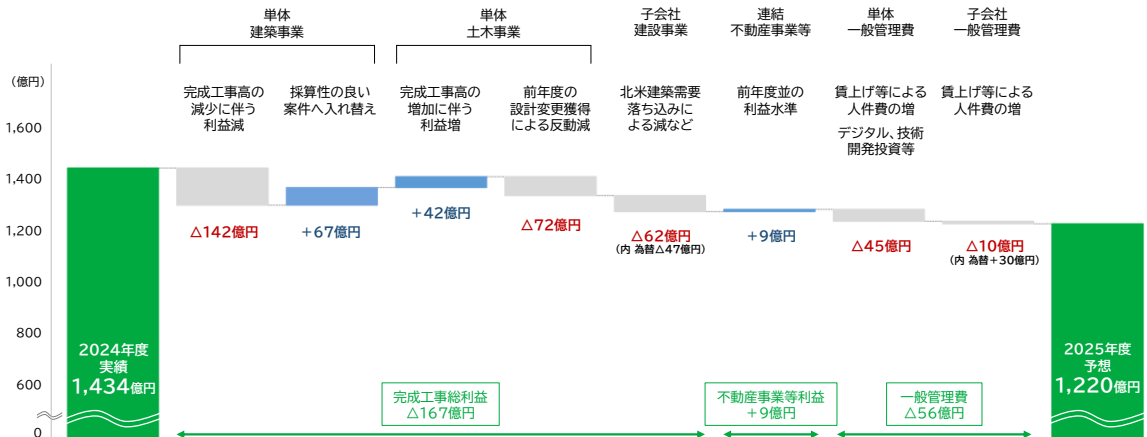 単体
建築事業
単体
土木事業
子会社
建設事業
連結
不動産事業等
単体
一般管理費
子会社
一般管理費
（億円）
完成工事高の
減少に伴う
利益減
採算性の良い
案件へ入れ替え
完成工事高の
増加に伴う
利益増
前年度の
設計変更獲得
による反動減
北米建築需要
落ち込みに
よる減など
前年度並の
利益水準
賃上げ等による
人件費の増
デジタル、技術
開発投資等
賃上げ等による
人件費の増
1,600
1,400
1,200
1,000
800
600
0
△142億円
+67億円
+42億円
△72億円
△62億円
（内 為替△47億円）
+9億円
△45億円
△10億円
（内 為替+30億円）
2024年度
実績
1,434億円
2025年度
予想
1,220億円
完成工事総利益
△167億円
不動産事業等利益
+9億円
一般管理費
△56億円